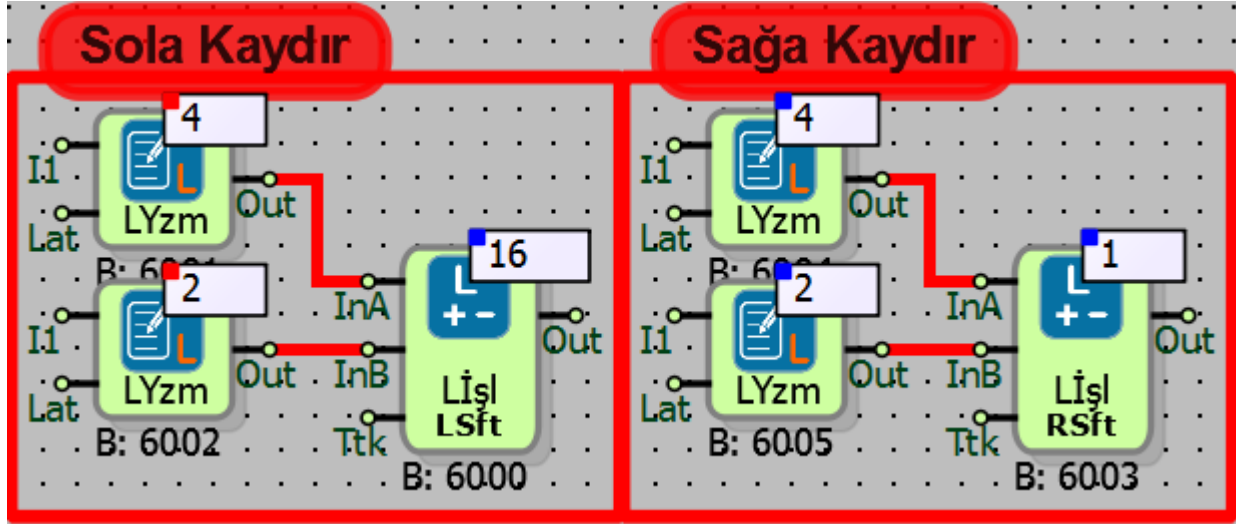 Sola Kaydır
4
L
I1
Out
Lat
LYzm
16
2
L
InA
+ -
I1
L
Out
InB
Out
Lat
LYzm
Ttk
LİşI
LSft
B: 6002
B: 6000
Sağa Kaydır
4
L
I1
Out
Lat
LYzm
1
2
L
InA
+ -
I1
L
Out
InB
Out
Lat
LYzm
Ttk
LİşI
RSft
B: 6005
B: 6003